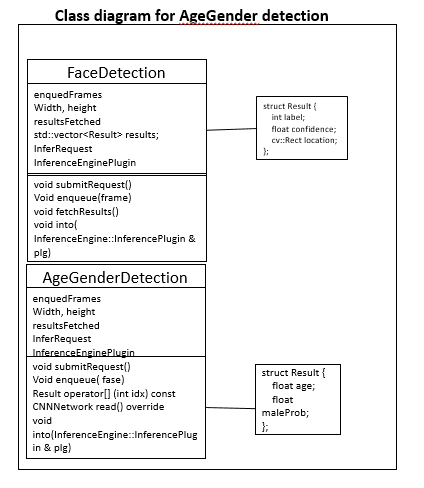 Class diagram for AgeGender detection
FaceDetection
enquedFrames
Width, height
resultsFetched
std::vector<Result> results;
InferRequest
InferenceEnginePlugin
void submitRequest()
Void enqueue(frame)
void fetchResults()
void into(
InferenceEngine::InferencePlugin &
plg)
struct Result {
int label;
float confidence;
cv::Rect location;
};
AgeGenderDetection
enquedFrames
Width, height
resultsFetched
InferRequest
InferenceEnginePlugin
void submitRequest()
Void enqueue( fase)
Result operator[] (int idx) const
CNNNetwork read() override
void
into(InferenceEngine::InferencePlug
in & plg)
struct Result {
float age;
float
maleProb;
};